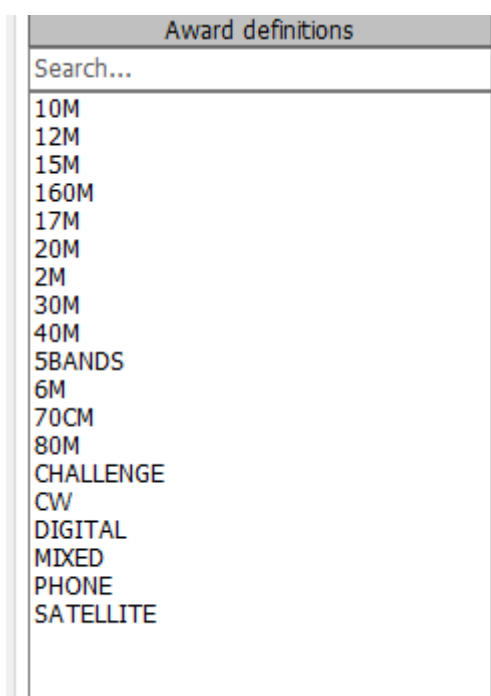 Award definitions
Search...
10M
12M
15M
160M
17M
20M
2M
30M
40M
5BANDS
6M
70CM
80M
CHALLENGE
CW
DIGITAL
MIXED
PHONE
SATELLITE